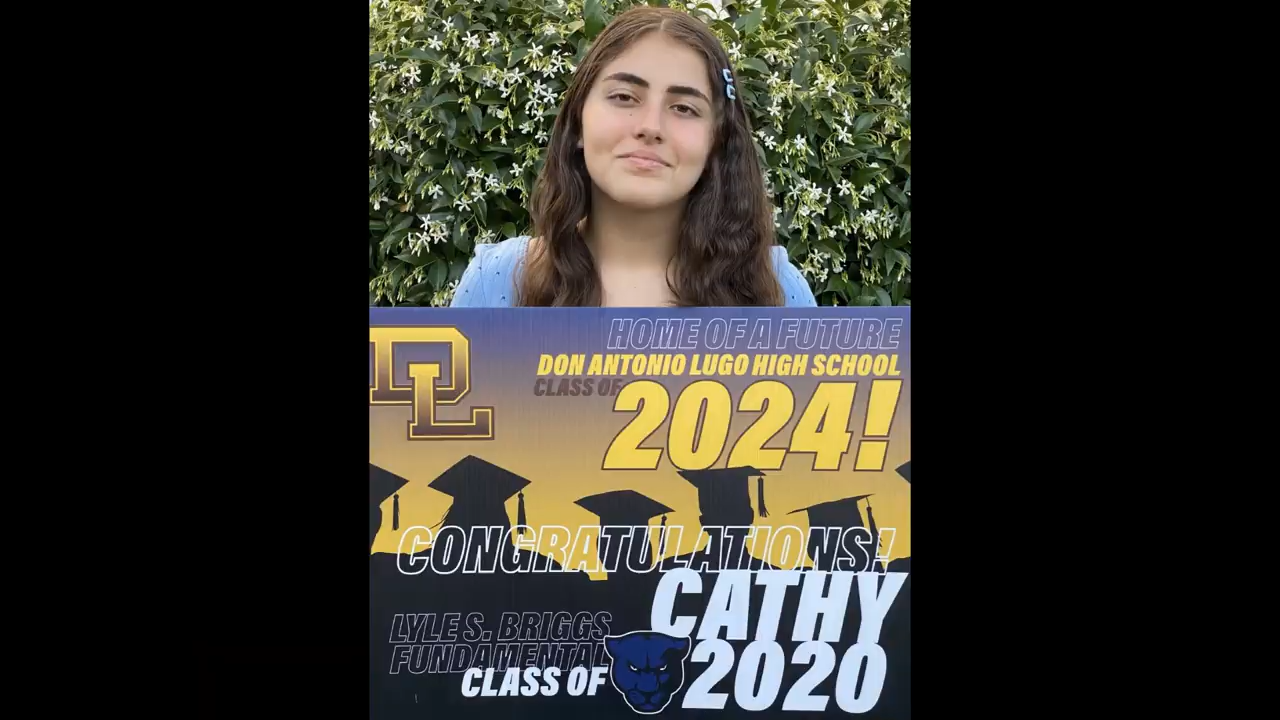 DL
HOME OF A FUTURE
DON ANTONIO LUGO HIGH SCHOOL
CLASS OF
2024!
CONGRATULATIONS!
CATHY
LYLE S. BRIGGS
FUNDAMENTAL
CLASS OF 2020